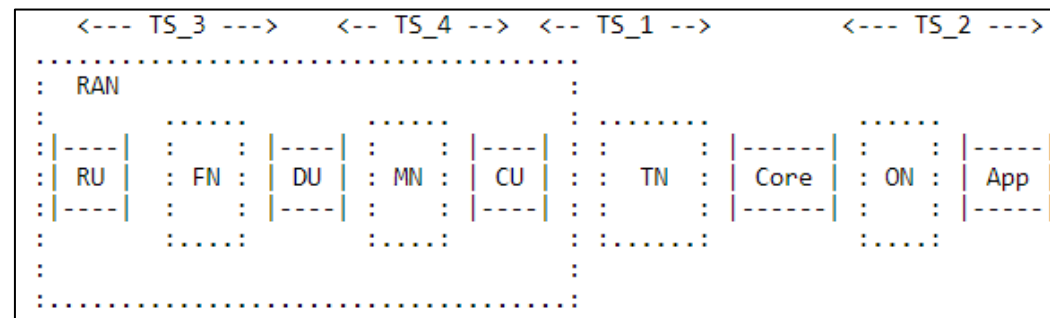 <--- TS_3 ---> <-- TS_4 --> <-- TS_1 --> <--- TS_2 --->
RAN
RU FN DU MN CU TN Core ON App